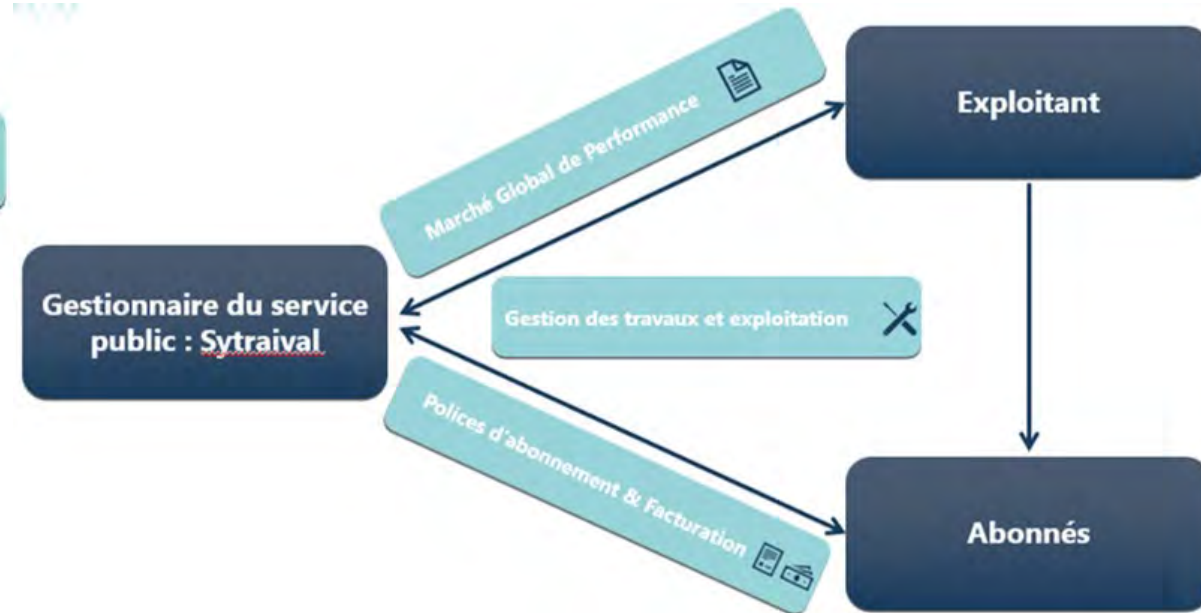 Marché Global de Performance
Exploitant
Gestionnaire du service
public : Sytraival
Gestion des travaux et exploitation
Polices d'abonnement & Facturation
Abonnés